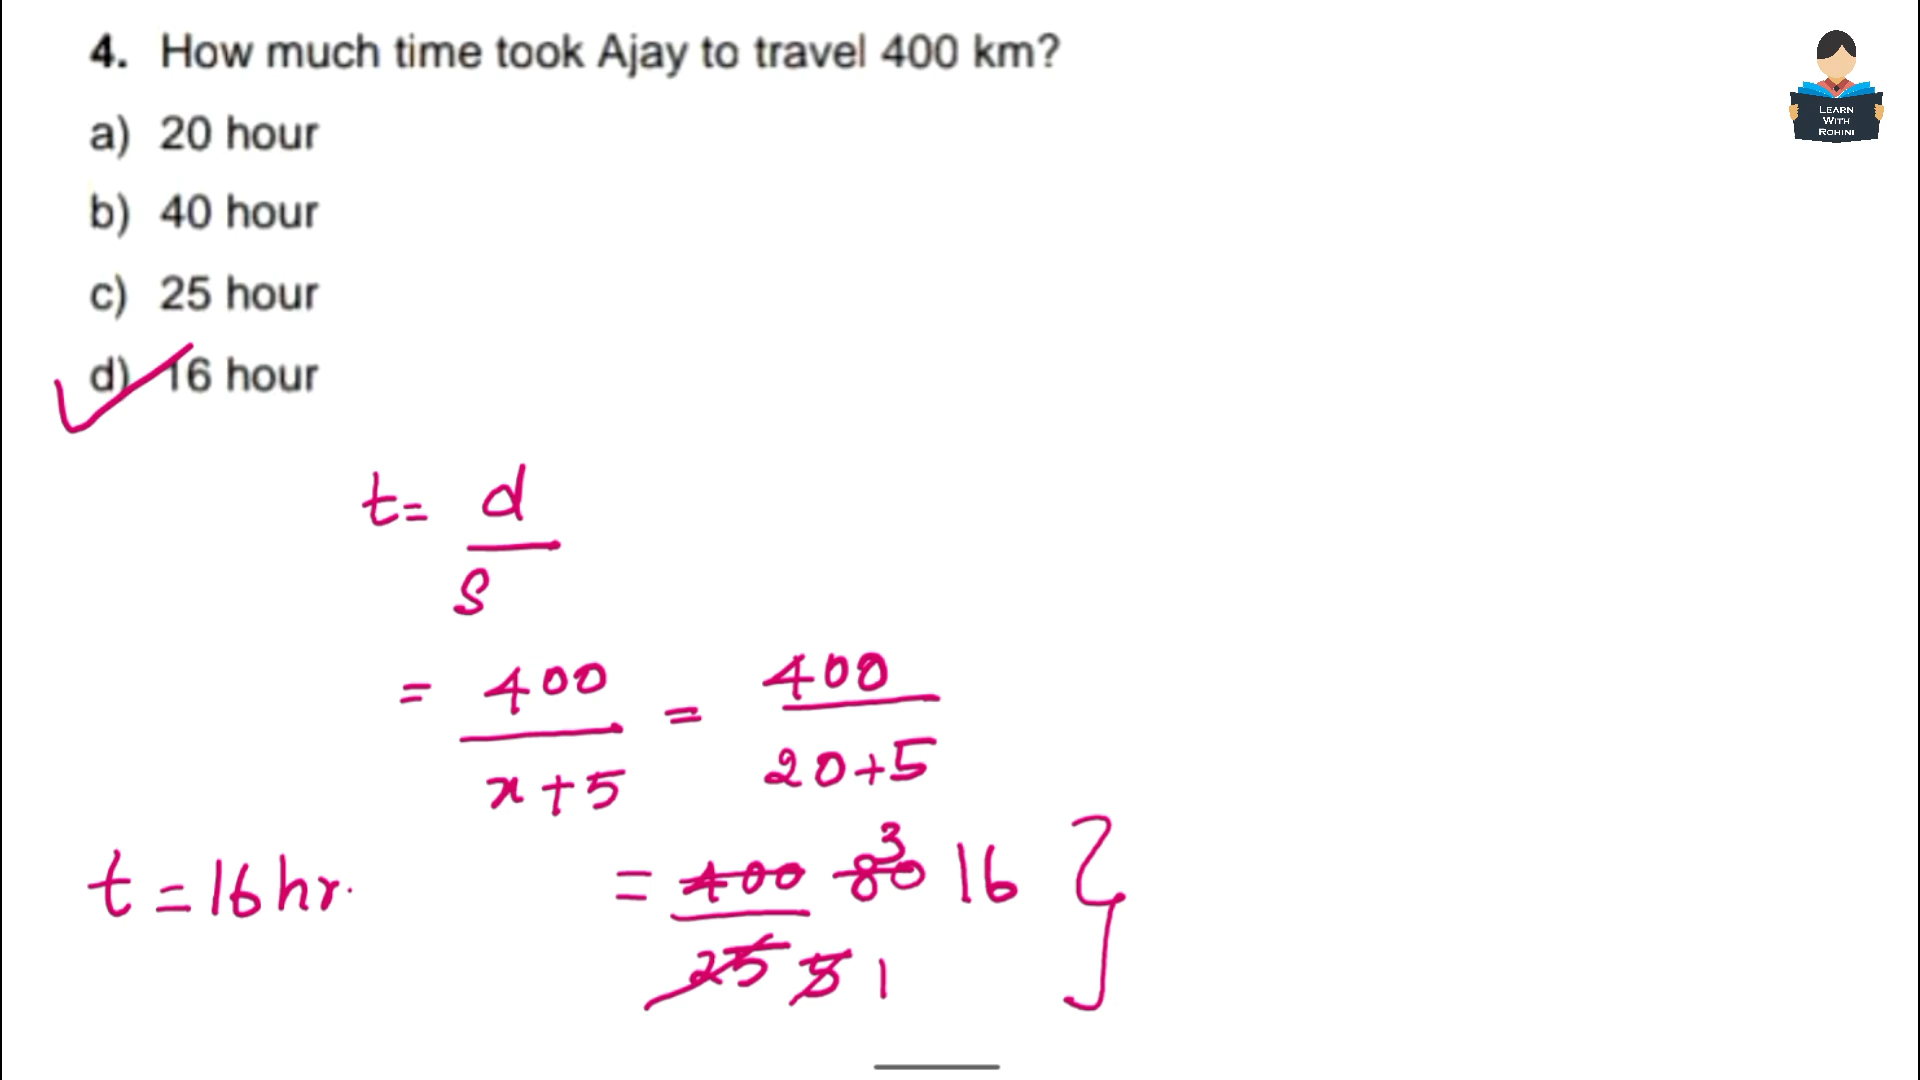 4. How much time took Ajay to travel 400 km?
LEARN
WITH
ROHINI
a) 20 hour
b) 40 hour
c) 25 hour
d) 16 hour
t = d
s
= 400 = 400
x + 5 20 + 5
t = 16 hr. = 400 80 3 16
25 5 1